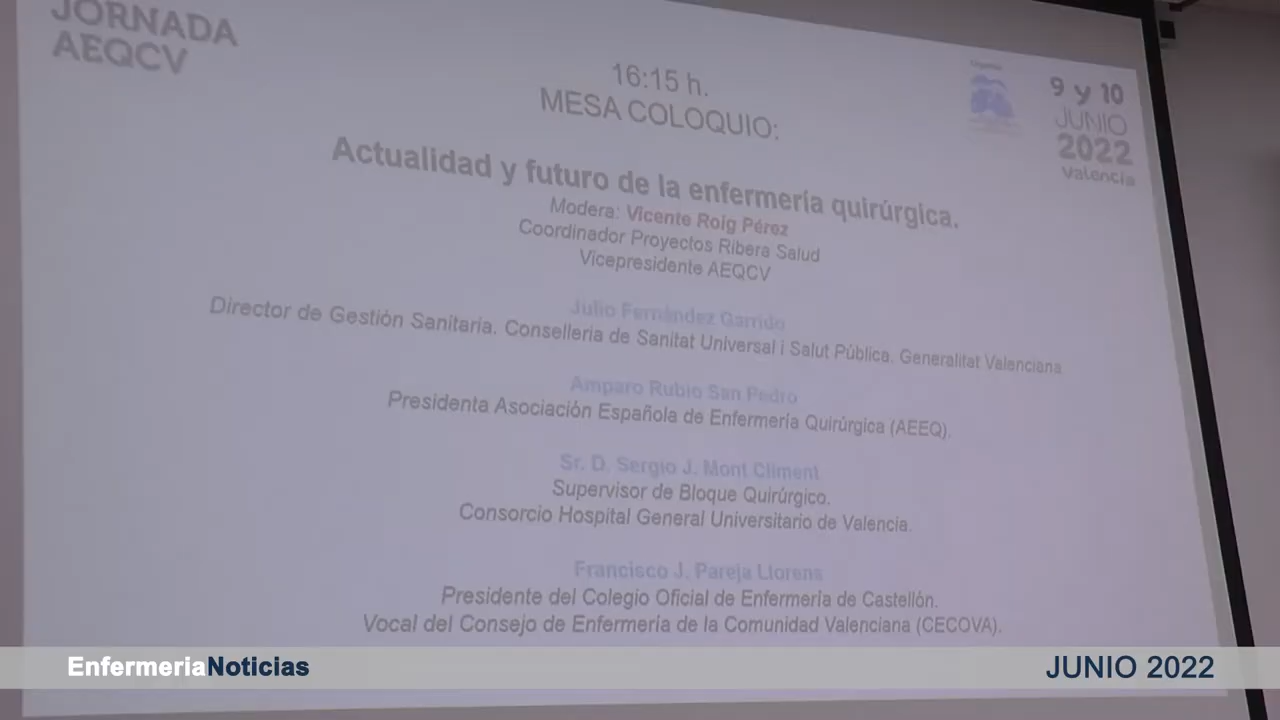 JORNADA
AEQCV
9 y 10
JUNIO
2022
Valencia
16:15 h.
MESA COLOQUIO:
Actualidad y futuro de la enfermería quirúrgica.
Modera: Vicente Roig Pérez
Coordinador Proyectos Ribera Salud
Vicepresidente AEQCV
Julio Fernández Garrido
Director de Gestión Sanitaria. Conselleria de Sanitat Universal i Salut Pública. Generalitat Valenciana
Amparo Rubio San Pedro
Presidenta Asociación Española de Enfermería Quirúrgica (AEEQ).
Sr. D. Sergio J. Mont Climent
Supervisor de Bloque Quirúrgico.
Consorcio Hospital General Universitario de Valencia.
Francisco J. Pareja Llorens
Presidente del Colegio Oficial de Enfermería de Castellón.
Vocal del Consejo de Enfermería de la Comunidad Valenciana (CECOVA).
EnfermeriaNoticias
JUNIO 2022